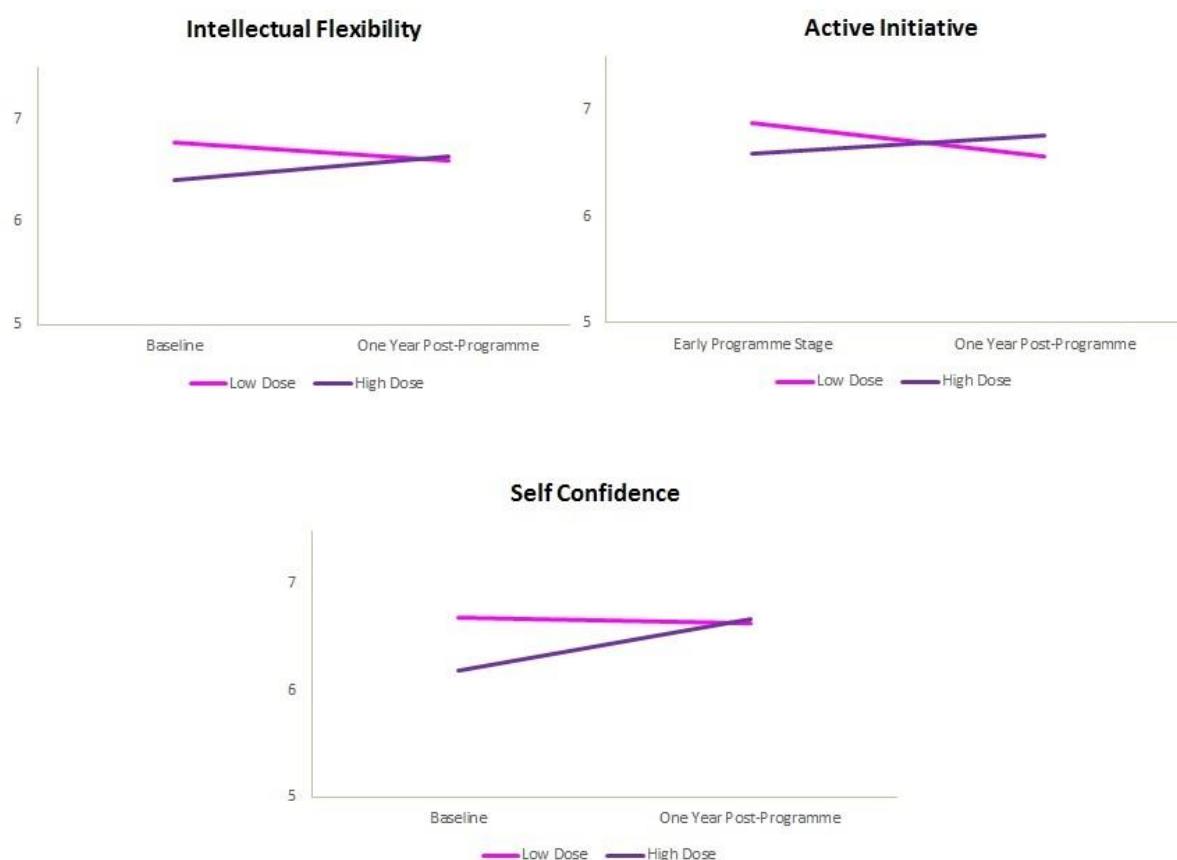 Intellectual Flexibility
7
6
5
Baseline One Year Post-Programme
Low Dose High Dose
Active Initiative
7
6
5
Early Programme Stage One Year Post-Programme
Low Dose High Dose
Self Confidence
7
6
5
Baseline One Year Post-Programme
Low Dose High Dose